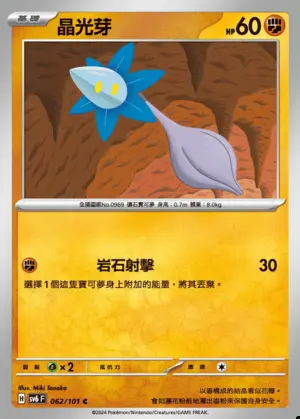 基礎 晶光芽 HP60
全國圖鑑No.0969 礦石寶可夢 身高：0.7m 體重：8.0kg
岩石射擊 30
選擇1個這隻寶可夢身上附加的能量，將其丟棄。
弱點 ×2 抵抗力 撤退
Illus. Miki Tanaka
H SV6 F 062/101 C
©2024 Pokémon/Nintendo/Creatures/GAME FREAK.